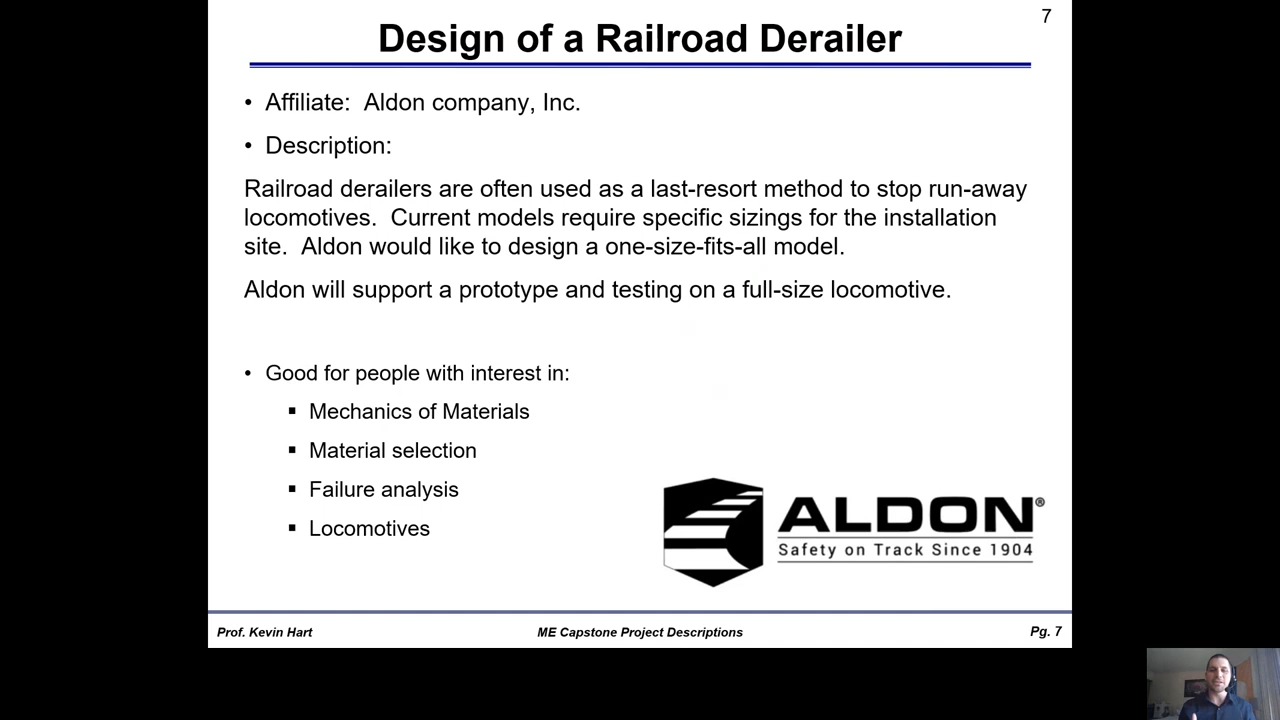 7
Design of a Railroad Derailer
• Affiliate: Aldon company, Inc.
• Description:
Railroad derailers are often used as a last-resort method to stop run-away
locomotives. Current models require specific sizings for the installation
site. Aldon would like to design a one-size-fits-all model.
Aldon will support a prototype and testing on a full-size locomotive.
• Good for people with interest in:
▪ Mechanics of Materials
▪ Material selection
▪ Failure analysis
▪ Locomotives
ALDON®
Safety on Track Since 1904
Prof. Kevin Hart ME Capstone Project Descriptions Pg. 7